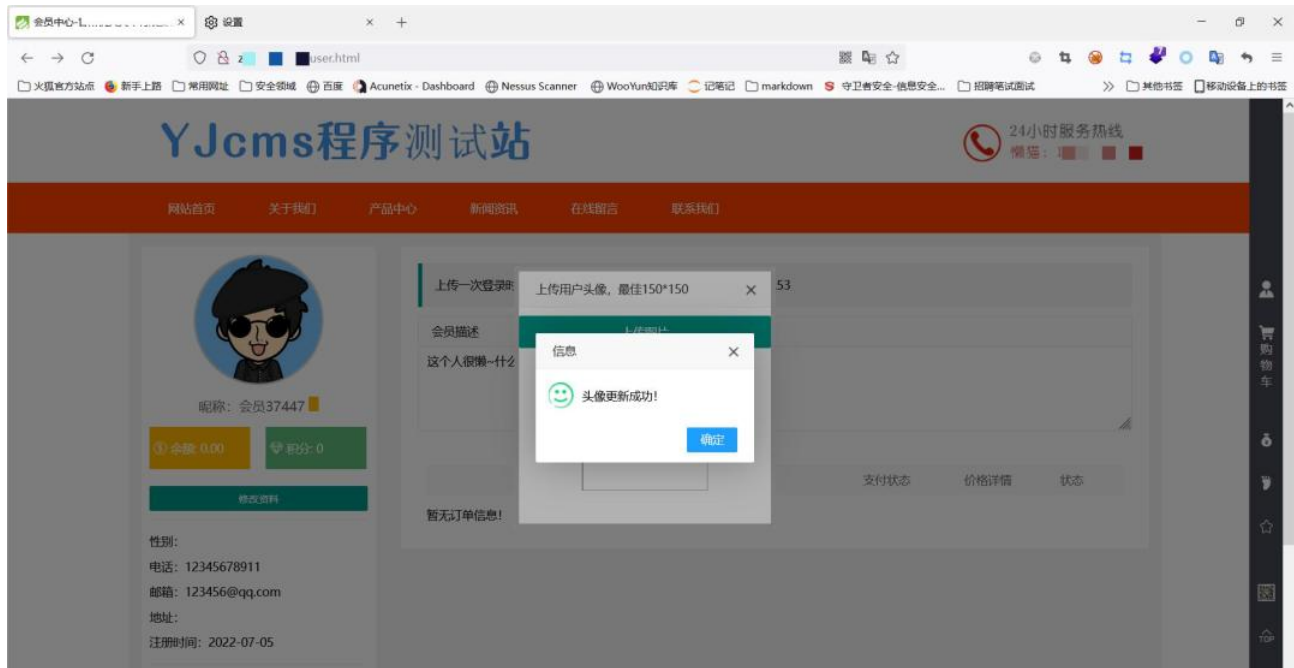 会员中心-1
设置
user.html
火狐官方站点 新手上路 常用网址 安全领域 百度 Acunetix - Dashboard Nessus Scanner WooYun知识库 记笔记 markdown 守卫者安全-信息安全... 招聘笔试面试 其他书签 移动设备上的书签
YJcms程序测试站
24小时服务热线
懒猫：
网站首页 关于我们 产品中心 新闻资讯 在线留言 联系我们
上传一次登录时 53
上传用户头像，最佳150*150
会员描述
上传图片
这个人很懒~什么
信息
头像更新成功!
确定
昵称：会员37447
余额: 0.00 积分: 0
修改资料
支付状态 价格详情 状态
暂无订单信息!
性别：
电话：12345678911
邮箱：123456@qq.com
地址：
注册时间：2022-07-05
购物车
TOP